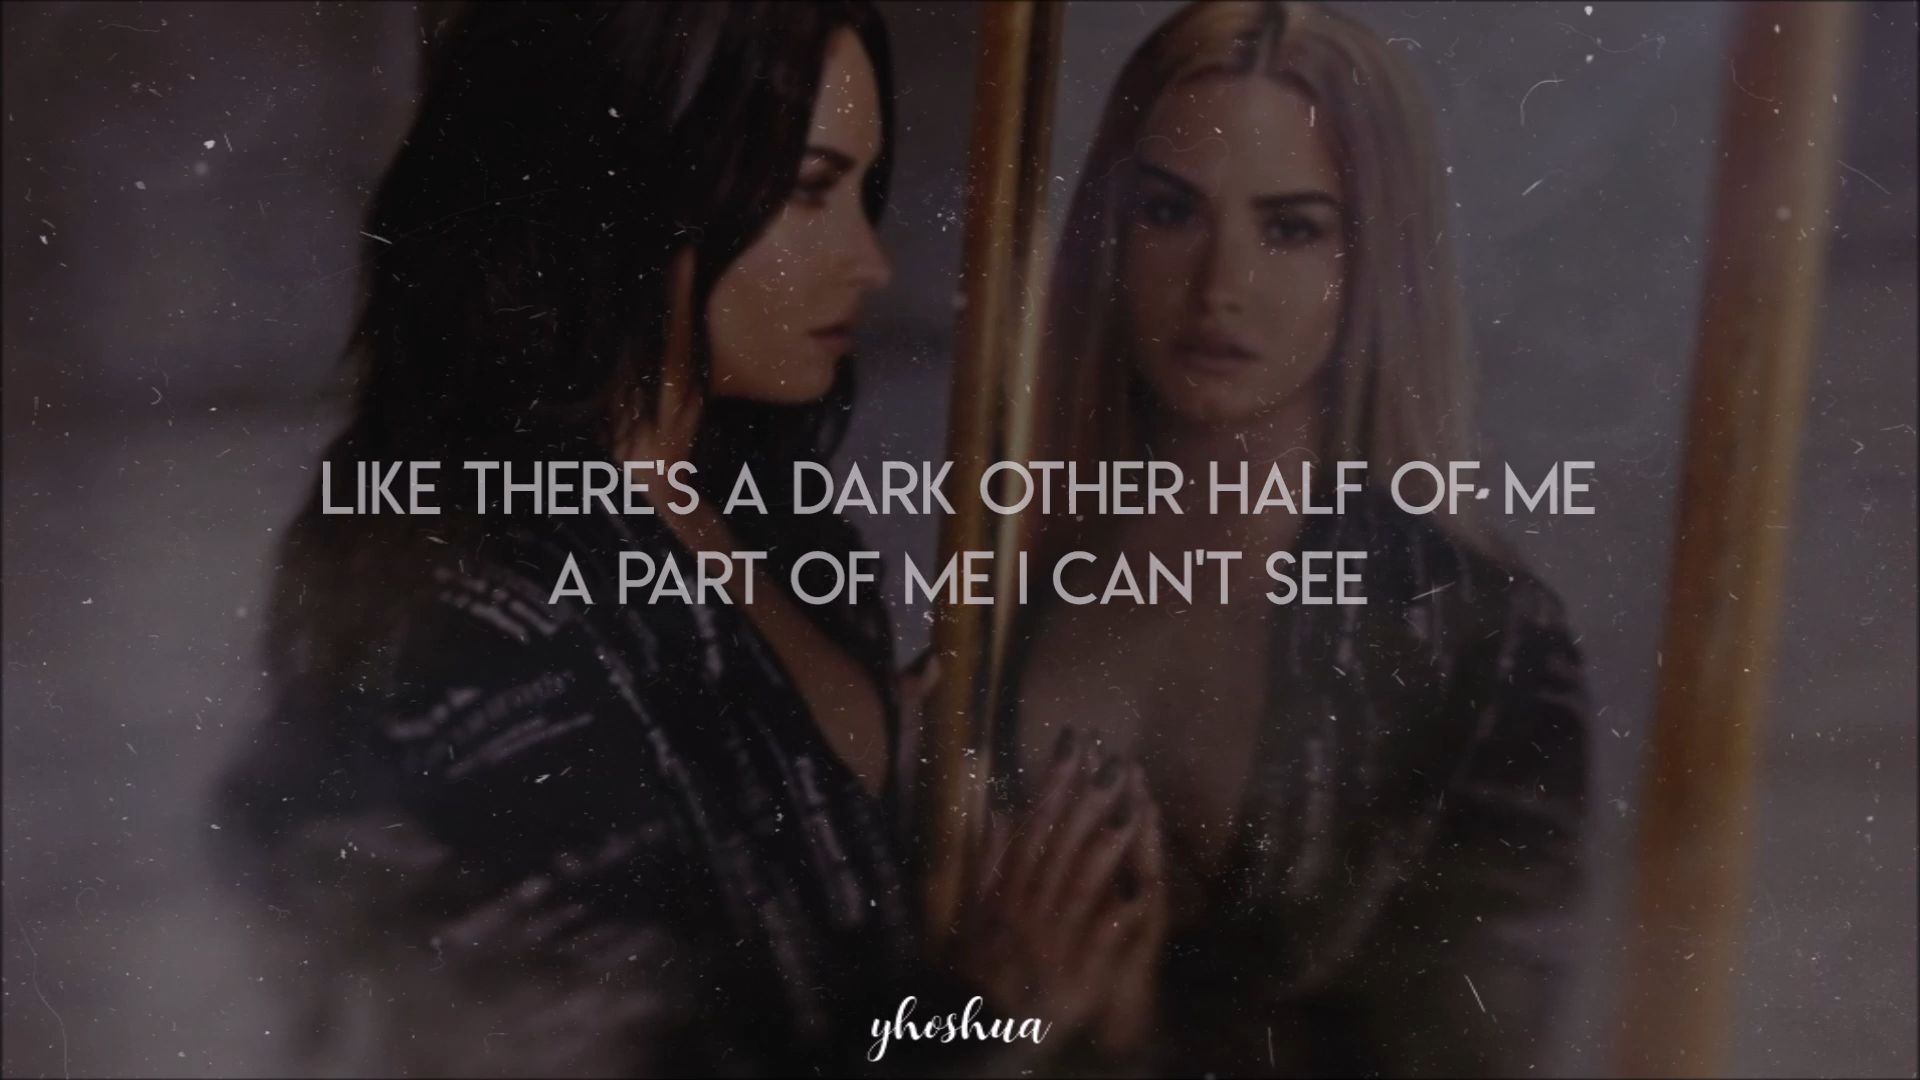 LIKE THERE'S A DARK OTHER HALF OF ME
A PART OF ME I CAN'T SEE
yhoshua